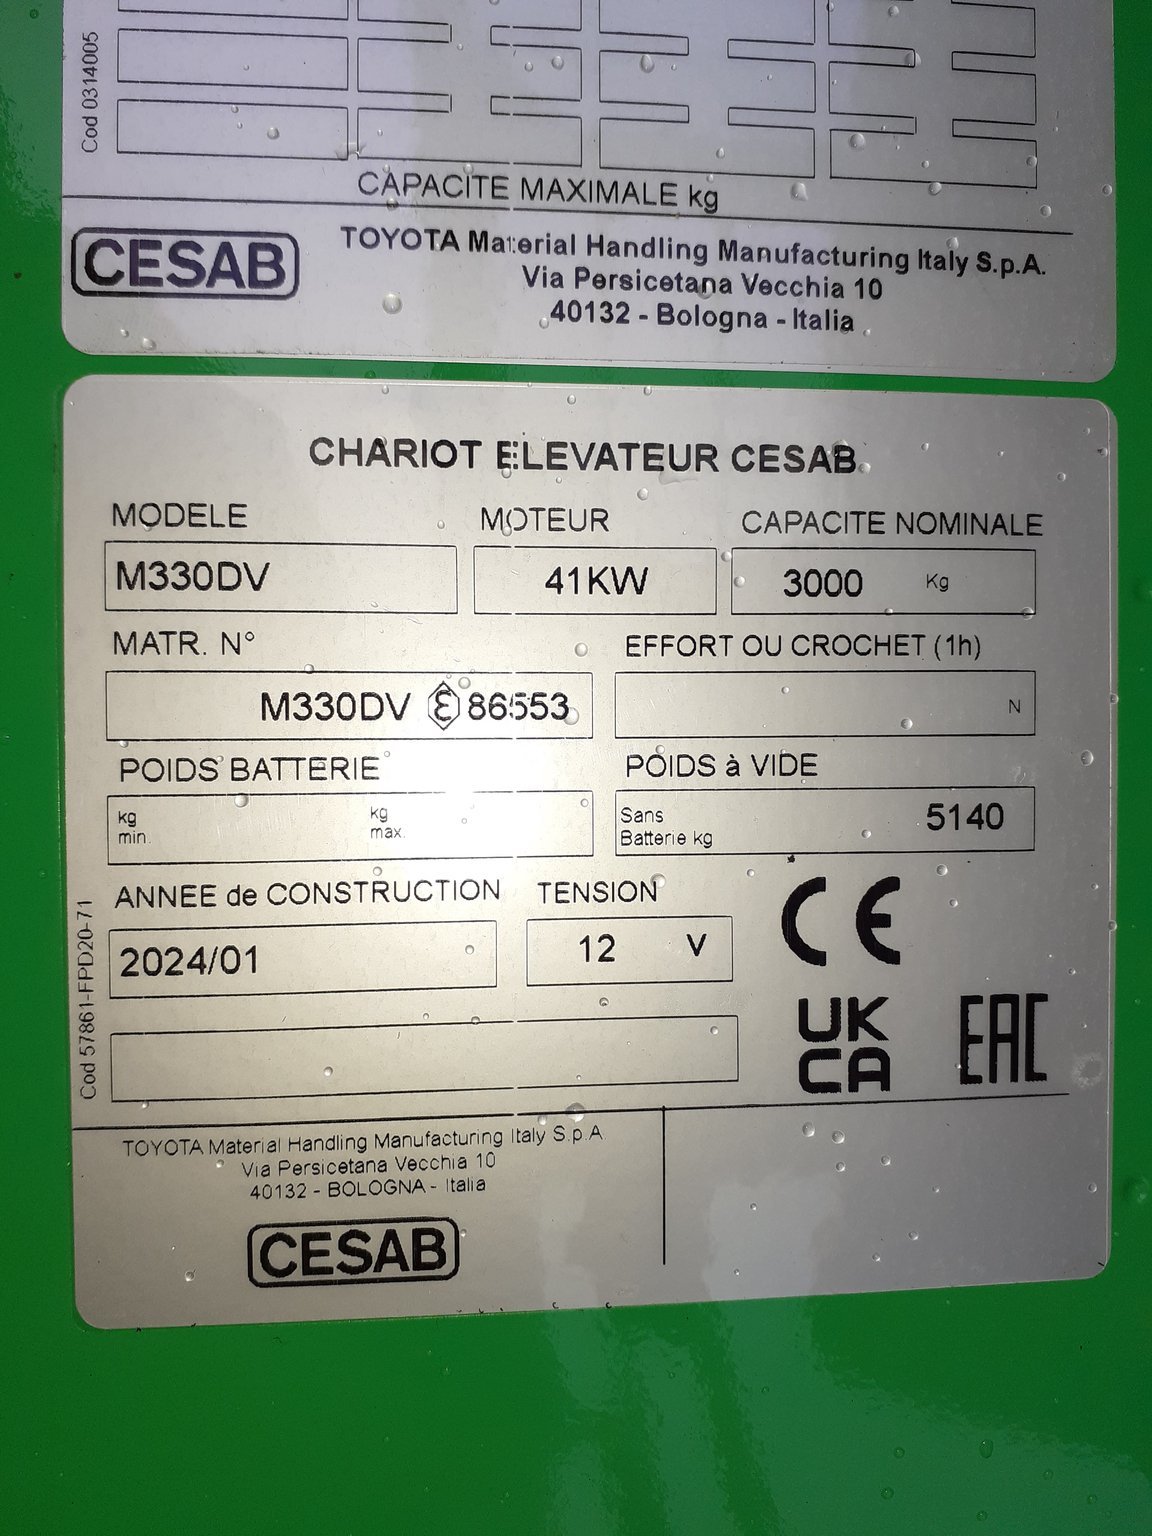 Cod 0314005
CAPACITE MAXIMALE kg
CESAB
TOYOTA Material Handling Manufacturing Italy S.p.A.
Via Persicetana Vecchia 10
40132 - Bologna - Italia
CHARIOT ELEVATEUR CESAB
MODELE MOTEUR CAPACITE NOMINALE
M330DV 41KW 3000 Kg
MATR. N° EFFORT OU CROCHET (1h)
M330DV Ɛ 86553 N
POIDS BATTERIE POIDS à VIDE
kg min. kg max. Sans Batterie kg 5140
ANNEE de CONSTRUCTION TENSION
2024/01 12 V
CE
UK
CA
EAC
Cod 57861-FPD20-71
TOYOTA Material Handling Manufacturing Italy S.p.A
Via Persicetana Vecchia 10
40132 - BOLOGNA - Italia
CESAB